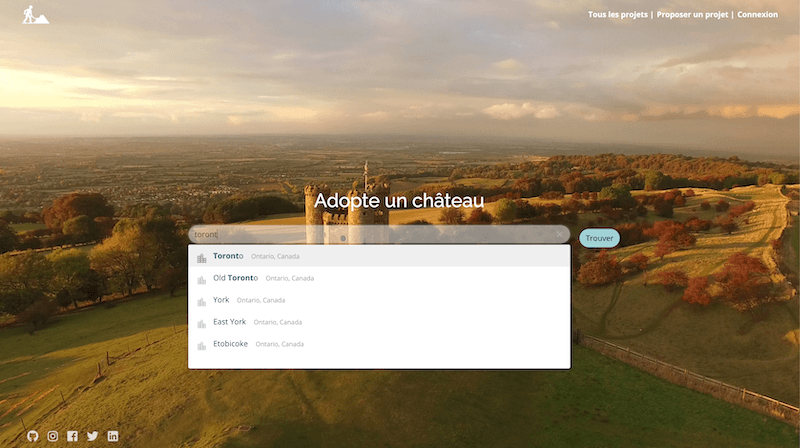 Tous les projets | Proposer un projet | Connexion
Adopte un château
toront
Trouver
Toronto Ontario, Canada
Old Toronto Ontario, Canada
York Ontario, Canada
East York Ontario, Canada
Etobicoke Ontario, Canada